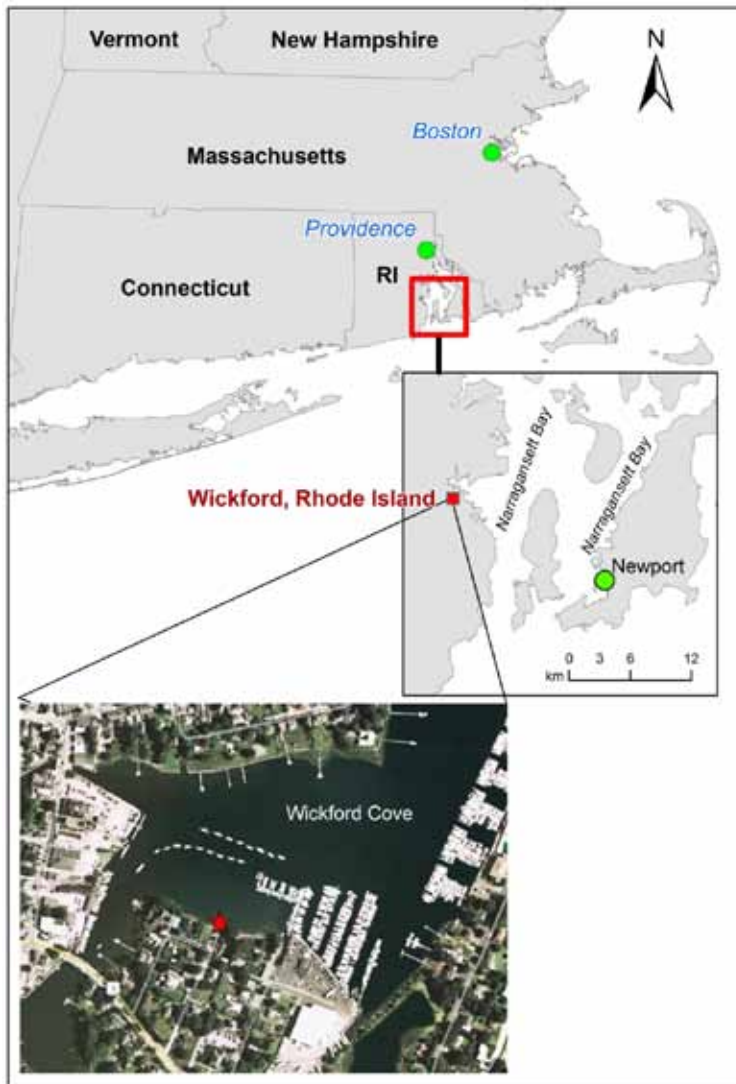 Vermont
New Hampshire
N
Boston
Massachusetts
Providence
RI
Connecticut
Narragansett Bay
Narragansett Bay
Wickford, Rhode Island
Newport
0 3 6 12
km
Wickford Cove